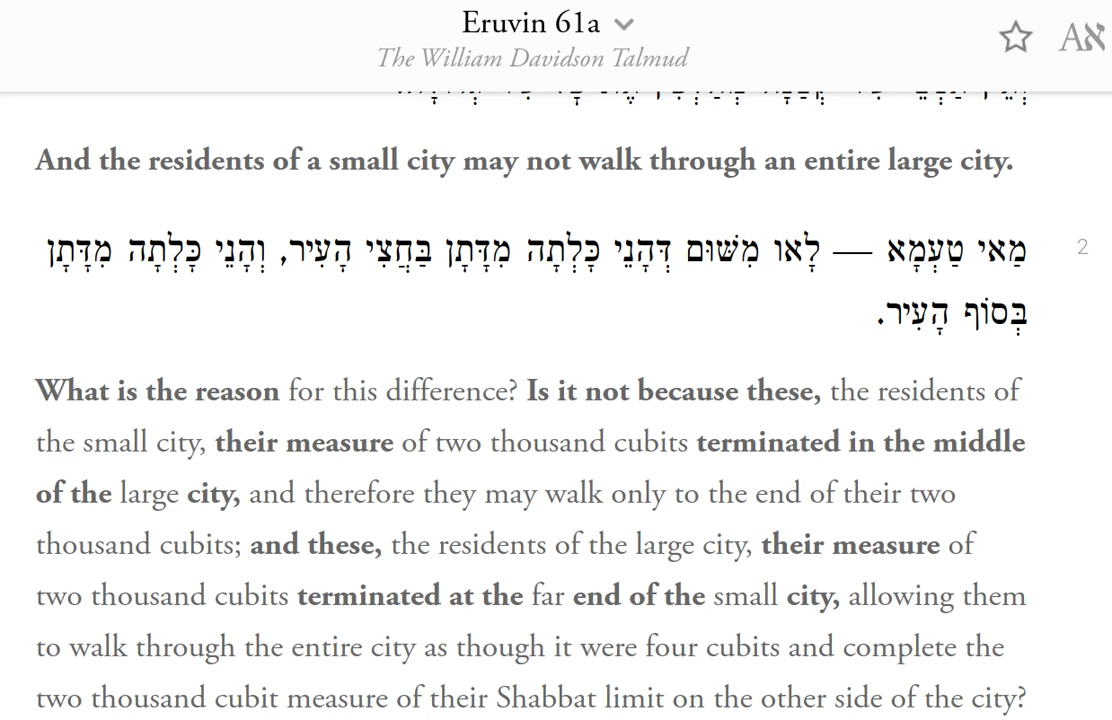 Eruvin 61a
The William Davidson Talmud
Aא
And the residents of a small city may not walk through an entire large city.
מַאי טַעְמָא — לָאו מִשּׁוּם דְּהָנֵי כָּלְתָה מִדָּתָן בַּחֲצִי הָעִיר, וְהָנֵי כָּלְתָה מִדָּתָן
2
בְּסוֹף הָעִיר.
What is the reason for this difference? Is it not because these, the residents of
the small city, their measure of two thousand cubits terminated in the middle
of the large city, and therefore they may walk only to the end of their two
thousand cubits; and these, the residents of the large city, their measure of
two thousand cubits terminated at the far end of the small city, allowing them
to walk through the entire city as though it were four cubits and complete the
two thousand cubit measure of their Shabbat limit on the other side of the city?